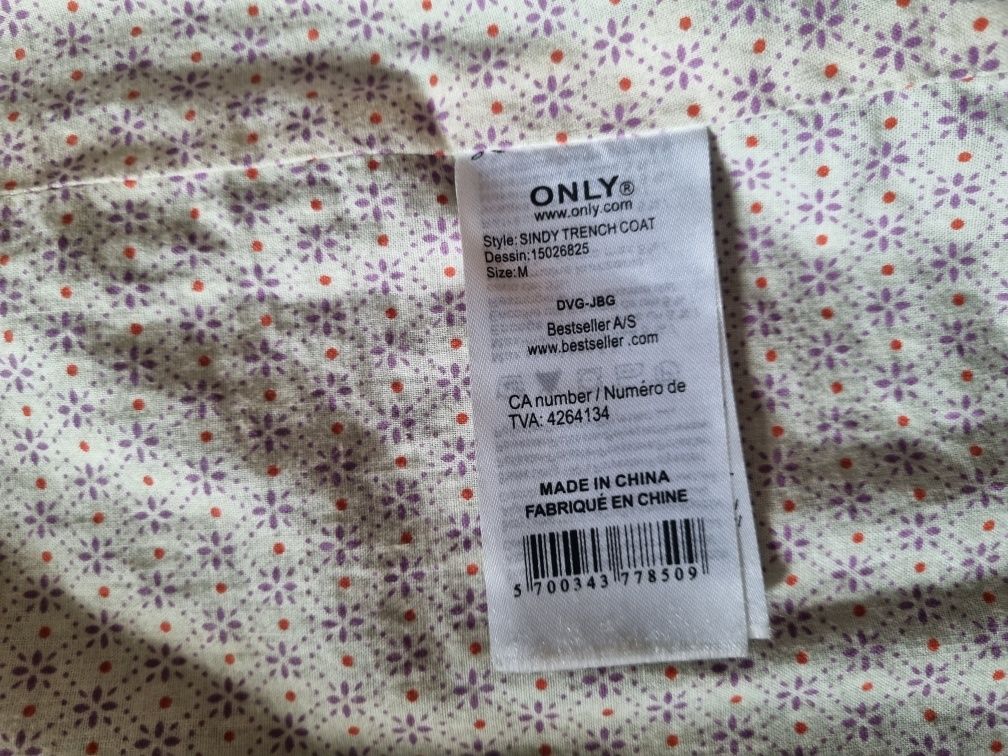 ONLY®
www.only.com
Style: SINDY TRENCH COAT
Dessin:15026825
Size:M
DVG-JBG
Bestseller A/S
www.bestseller.com
CA number / Numéro de
TVA: 4264134
MADE IN CHINA
FABRIQUÉ EN CHINE
5 700343 778509